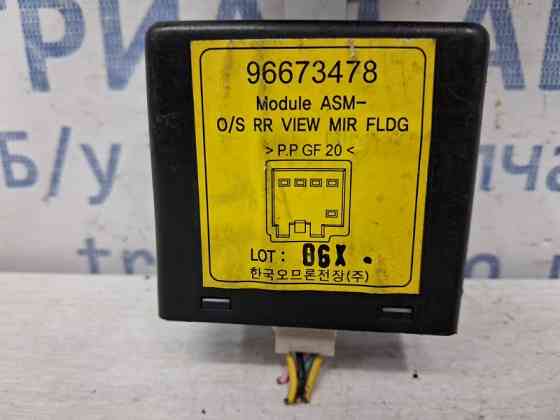 96673478
Module ASM-
O/S RR VIEW MIR FLDG
> P.P GF 20 <
LOT : 06X .
한국오므론전장(주)